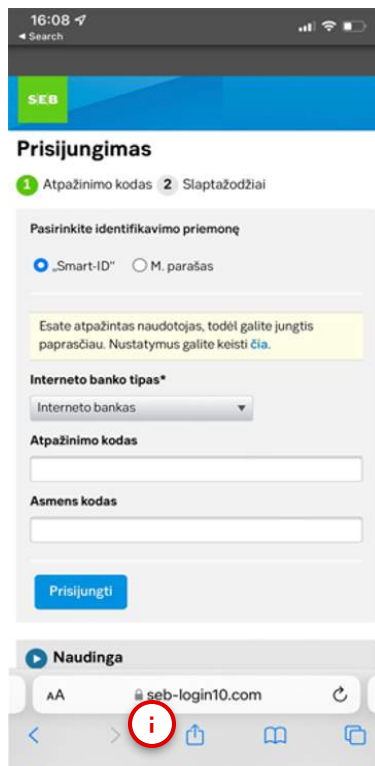 16:08
◄ Search
SEB
Prisijungimas
1 Atpažinimo kodas 2 Slaptažodžiai
Pasirinkite identifikavimo priemonę
„Smart-ID" M. parašas
Esate atpažintas naudotojas, todėl galite jungtis
paprasčiau. Nustatymus galite keisti čia.
Interneto banko tipas*
Interneto bankas
Atpažinimo kodas
Asmens kodas
Prisijungti
Naudinga
AA seb-login10.com
i